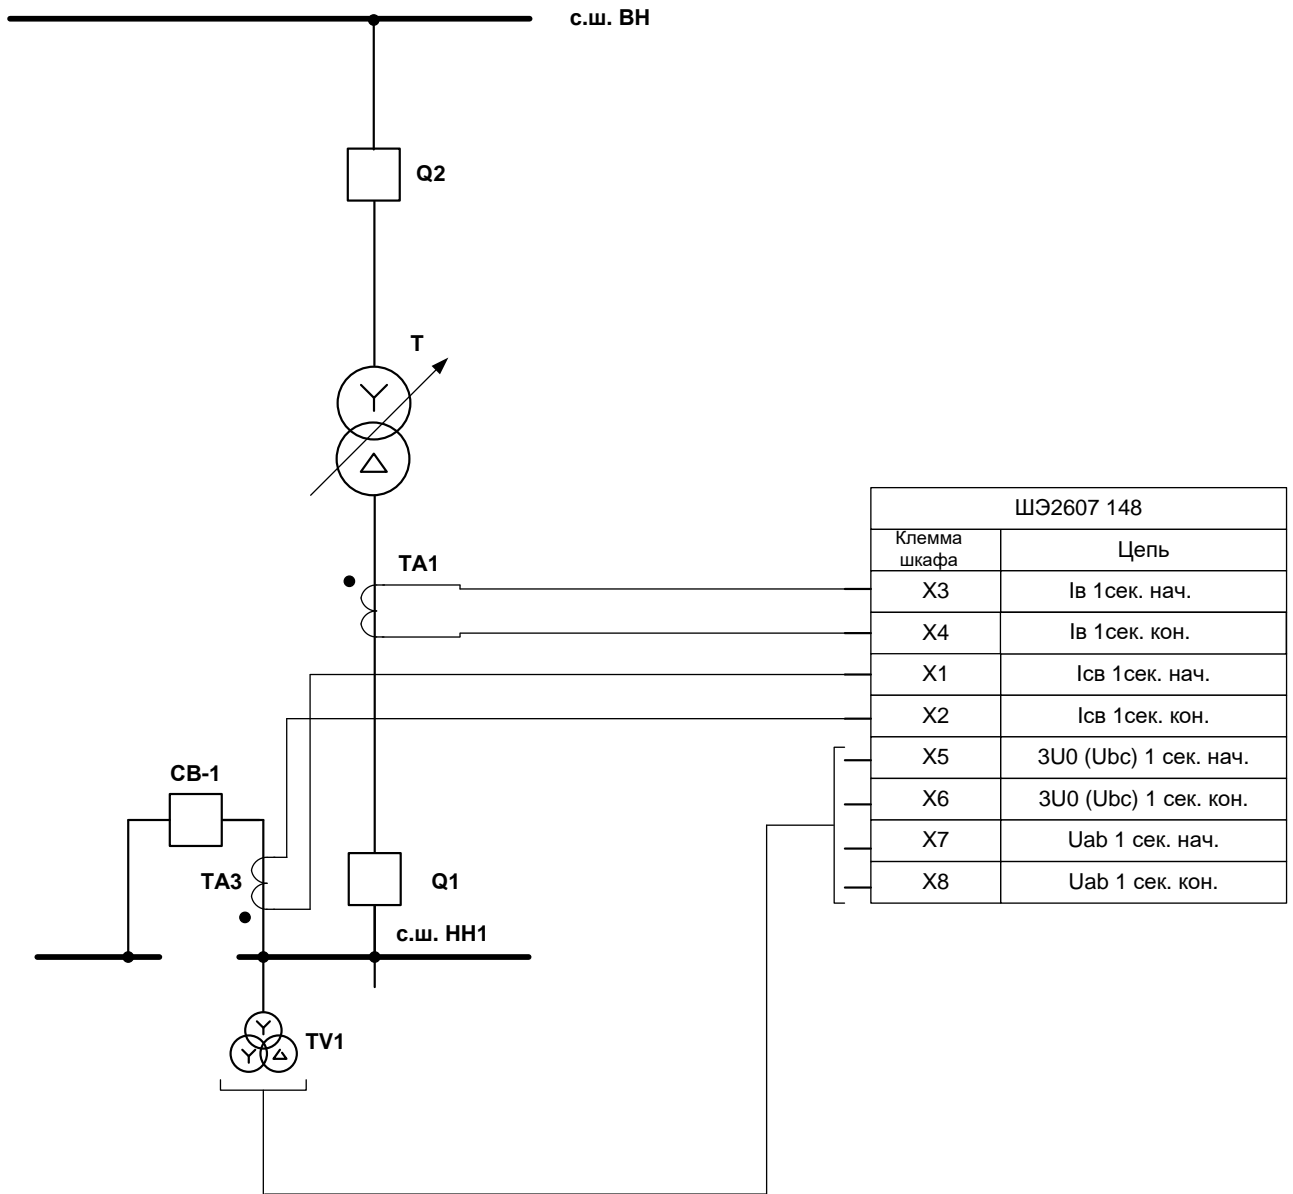 с.ш. ВН
Q2
Т
ТА1
ШЭ2607 148
Клемма
шкафа
Цепь
X3
Iв 1сек. нач.
X4
Iв 1сек. кон.
X1
Iсв 1сек. нач.
X2
Iсв 1сек. кон.
X5
3U0 (Ubc) 1 сек. нач.
X6
3U0 (Ubc) 1 сек. кон.
X7
Uab 1 сек. нач.
X8
Uab 1 сек. кон.
СВ-1
ТА3
Q1
с.ш. НН1
TV1